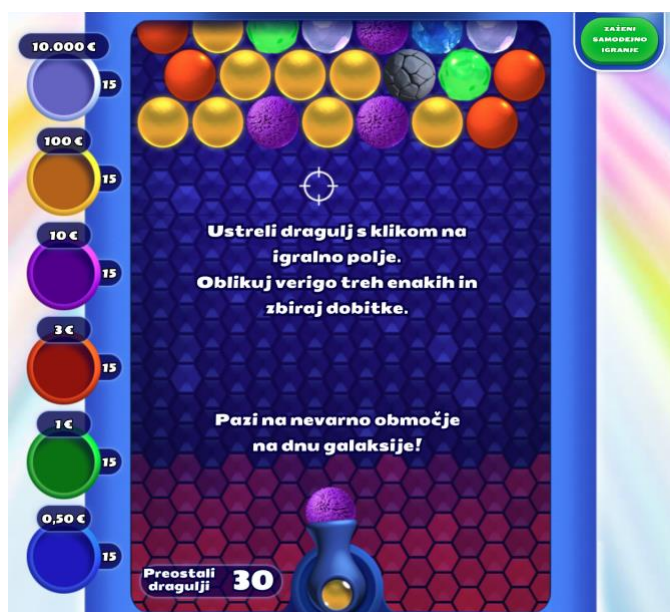 10.000 €
15
100 €
15
10 €
15
3 €
15
1 €
15
0,50 €
15
ZAŽENI
SAMODEJNO
IGRANJE
Ustreli dragulj s klikom na
igralno polje.
Oblikuj verigo treh enakih in
zbiraj dobitke.
Pazi na nevarno območje
na dnu galaksije!
Preostali
dragulji
30